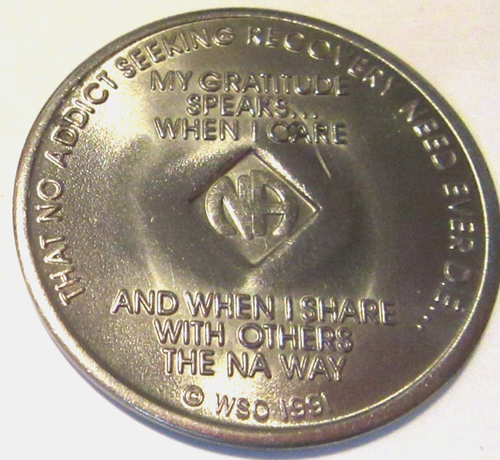 THAT NO ADDICT SEEKING RECOVERY NEED EVER DIE...
MY GRATITUDE
SPEAKS...
WHEN I CARE
NA
AND WHEN I SHARE
WITH OTHERS
THE NA WAY
© WSO 1991